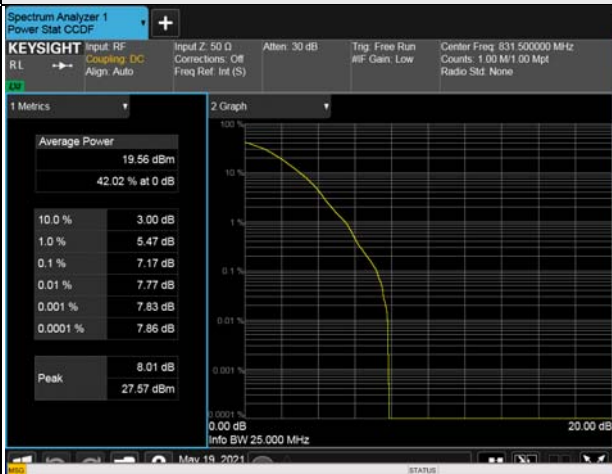 Spectrum Analyzer 1
Power Stat CCDF
KEYSIGHT
Input: RF
Input Z: 50 Ω
Atten: 30 dB
Trig: Free Run
Center Freq: 831.500000 MHz
RL
Coupling: DC
Corrections: Off
#IF Gain: Low
Counts: 1.00 M/1.00 Mpt
Align: Auto
Freq Ref: Int (S)
Radio Std: None
1 Metrics
2 Graph
Average Power
19.56 dBm
42.02 % at 0 dB
10.0 % 3.00 dB
1.0 % 5.47 dB
0.1 % 7.17 dB
0.01 % 7.77 dB
0.001 % 7.83 dB
0.0001 % 7.86 dB
Peak
8.01 dB
27.57 dBm
100 %
10 %
1 %
0.1 %
0.01 %
0.001 %
0.0001 %
0.00 dB
20.00 dB
Info BW 25.000 MHz
May 19, 2021
MSG
STATUS